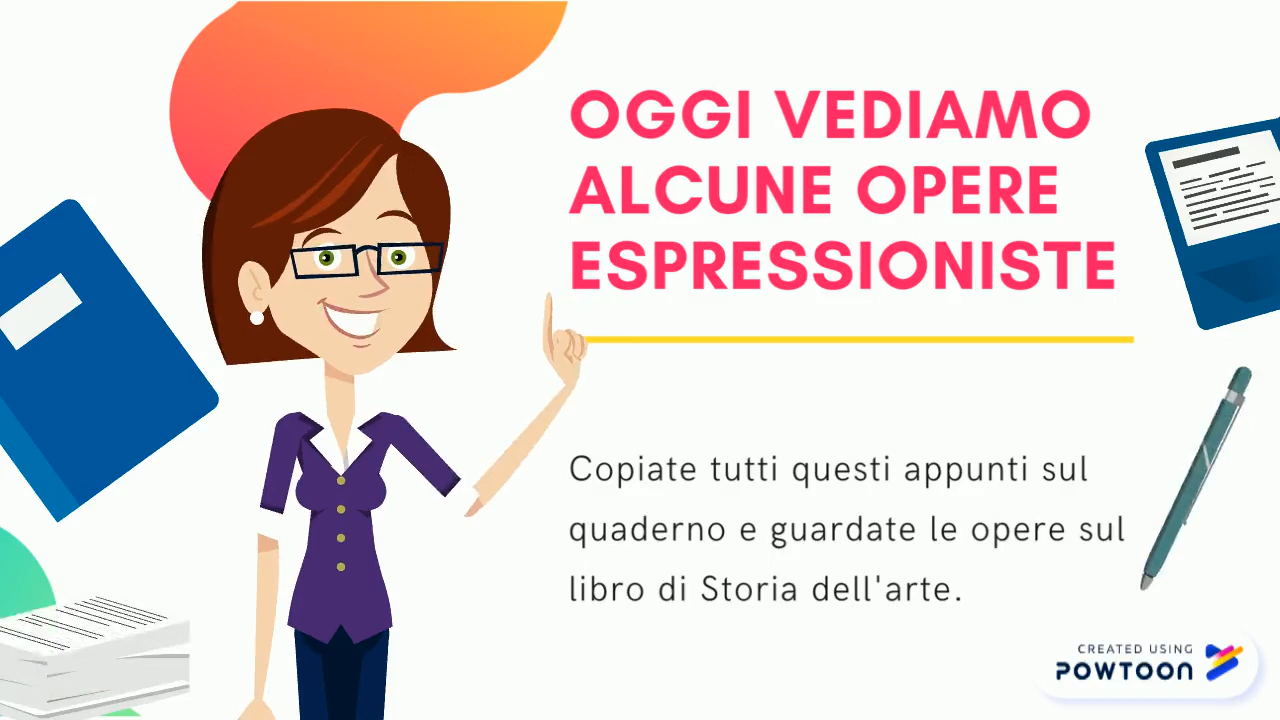 OGGI VEDIAMO
ALCUNE OPERE
ESPRESSIONISTE
Copiate tutti questi appunti sul
quaderno e guardate le opere sul
libro di Storia dell'arte.
CREATED USING
POWTOON